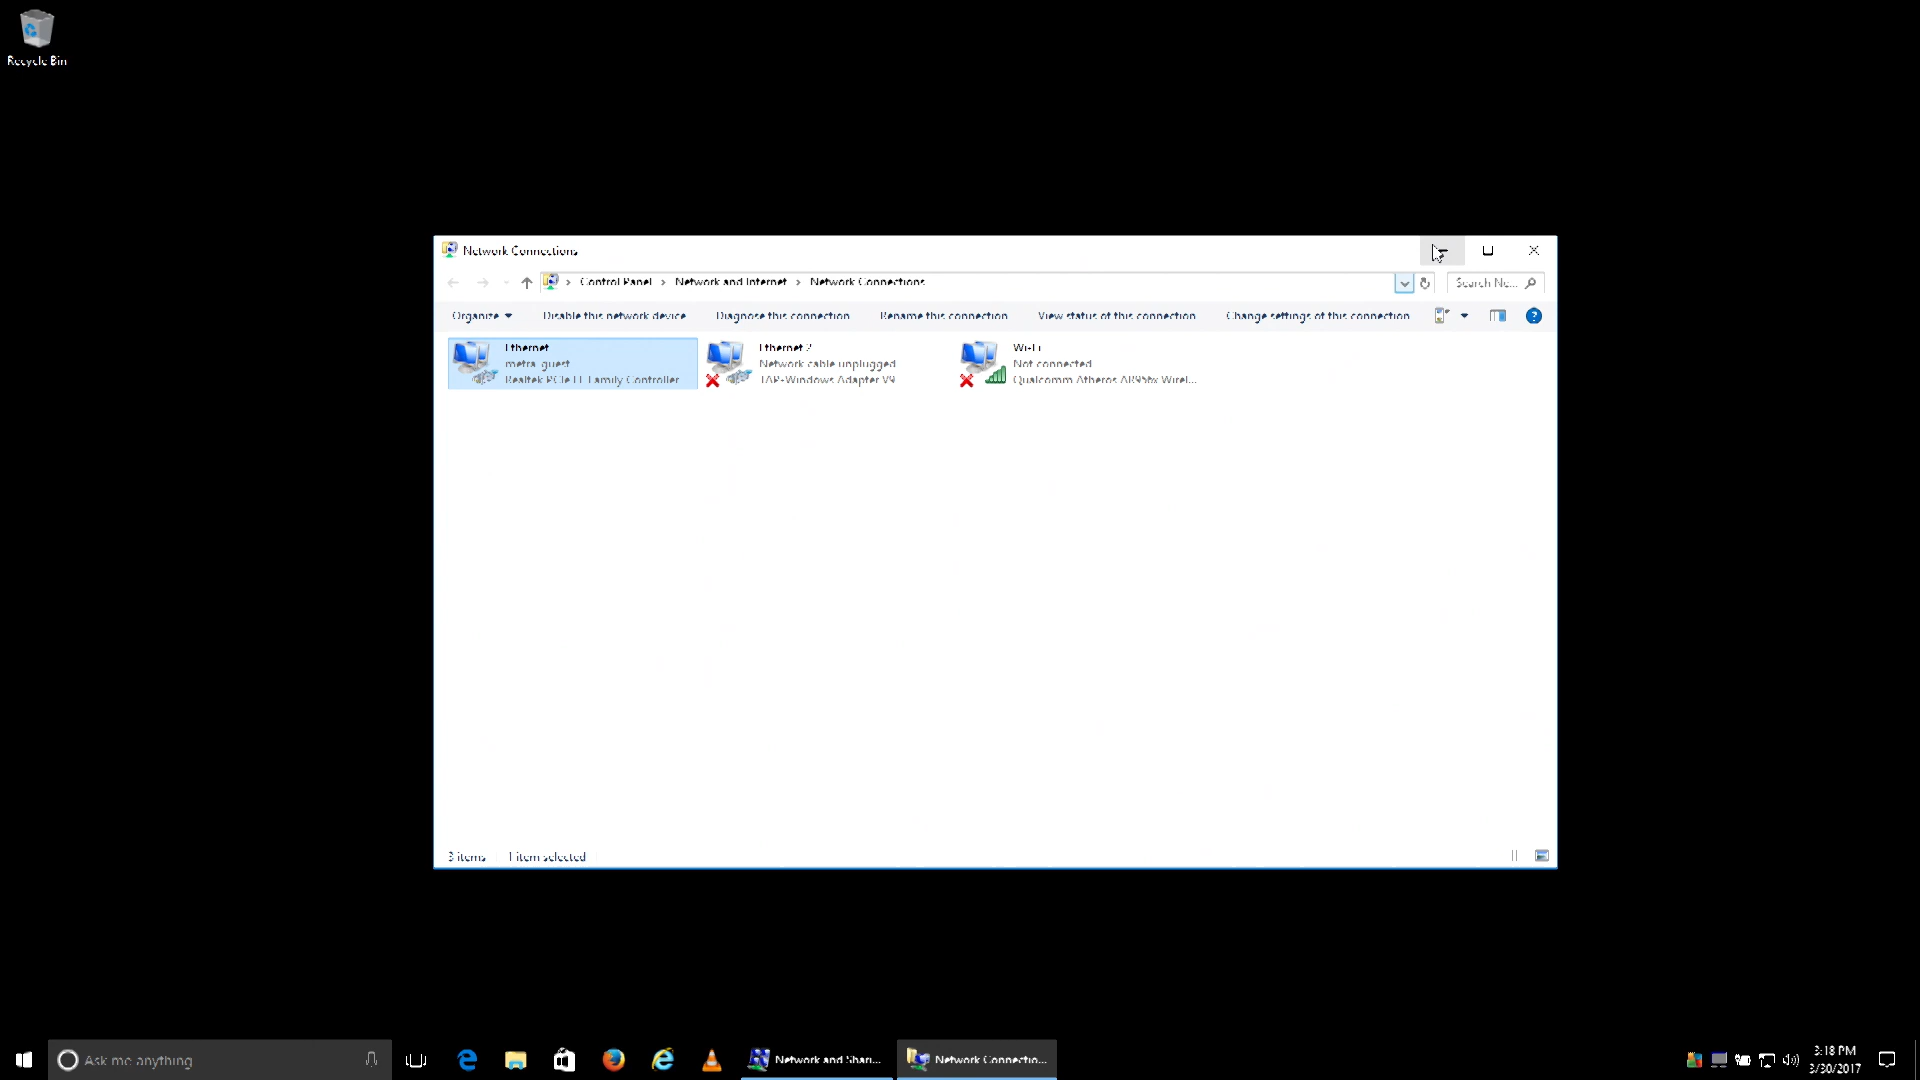 Recycle Bin
Network Connections
Control Panel > Network and Internet > Network Connections
Search Ne...
Organize
Disable this network device
Diagnose this connection
Rename this connection
View status of this connection
Change settings of this connection
Ethernet
metra_guest
Realtek PCIe FE Family Controller
Ethernet 2
Network cable unplugged
TAP-Windows Adapter V9
Wi-Fi
Not connected
Qualcomm Atheros AR956x Wirel...
3 items
1 item selected
Ask me anything
Network and Shari...
Network Connectio...
3:18 PM
3/30/2017